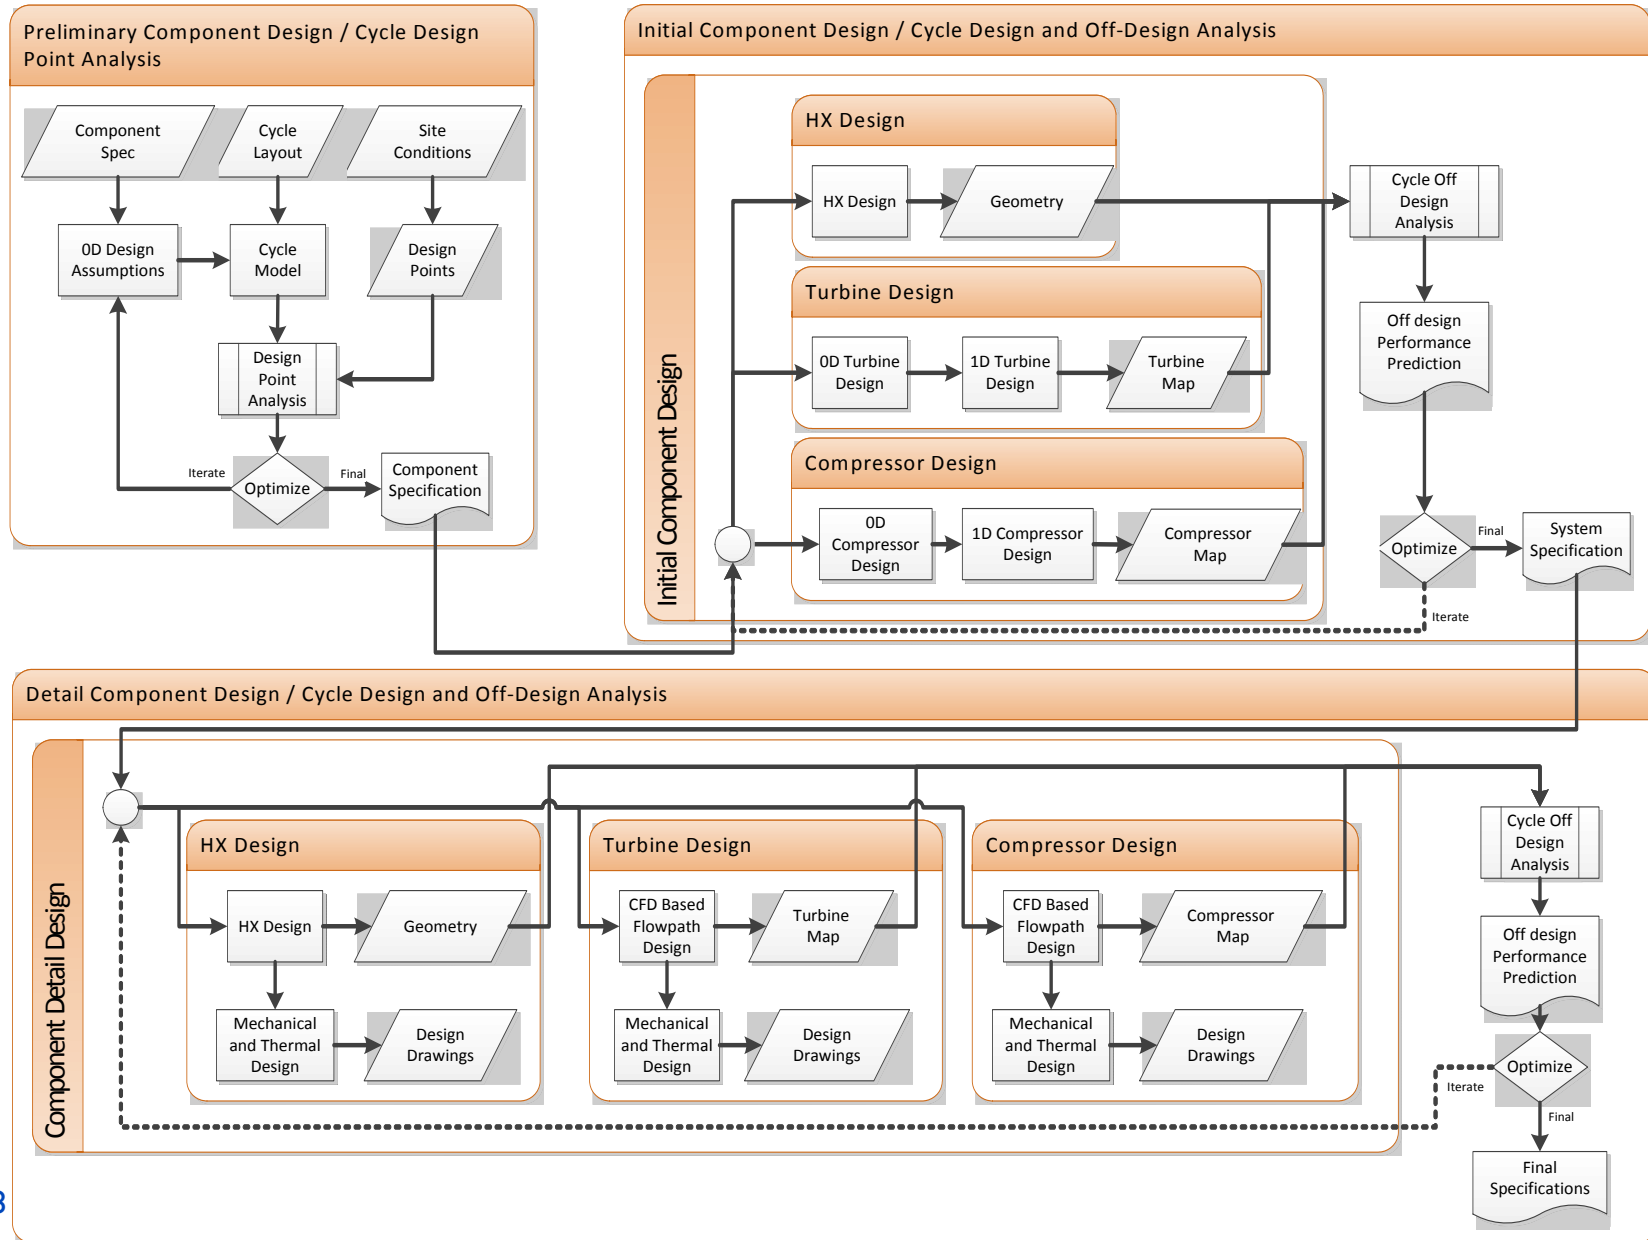 Preliminary Component Design / Cycle Design
Point Analysis
Component
Spec
Cycle
Layout
Site
Conditions
0D Design
Assumptions
Cycle
Model
Design
Points
Design
Point
Analysis
Iterate
Optimize
Final
Component
Specification
Initial Component Design / Cycle Design and Off-Design Analysis
Initial Component Design
HX Design
HX Design
Geometry
Turbine Design
0D Turbine
Design
1D Turbine
Design
Turbine
Map
Compressor Design
0D
Compressor
Design
1D Compressor
Design
Compressor
Map
Cycle Off
Design
Analysis
Off design
Performance
Prediction
Optimize
Final
System
Specification
Iterate
Detail Component Design / Cycle Design and Off-Design Analysis
Component Detail Design
HX Design
HX Design
Geometry
Mechanical
and Thermal
Design
Design
Drawings
Turbine Design
CFD Based
Flowpath
Design
Turbine
Map
Mechanical
and Thermal
Design
Design
Drawings
Compressor Design
CFD Based
Flowpath
Design
Compressor
Map
Mechanical
and Thermal
Design
Design
Drawings
Cycle Off
Design
Analysis
Off design
Performance
Prediction
Optimize
Iterate
Final
Final
Specifications